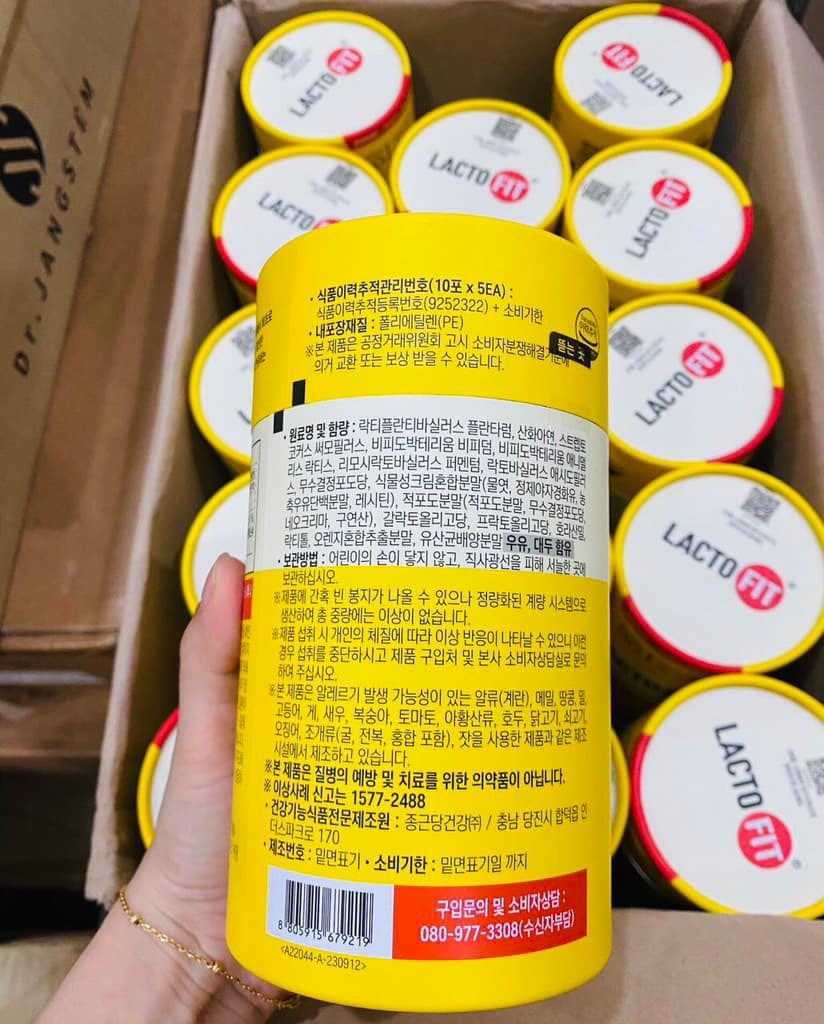 LACTO FIT
LACTO FIT
LACTO FIT
LACTO FIT
LACTO FIT
Dr.JANGSTEM
LACTO FIT
LACTO FIT
LACTO FIT
• 식품이력추적관리번호(10포 x 5EA) :
식품이력추적등록번호(9252322) + 소비기한
• 내포장재질 : 폴리에틸렌(PE)
※본 제품은 공정거래위원회 고시 소비자분쟁해결기준에
의거 교환 또는 보상 받을 수 있습니다.
뜯는 곳
• 원료명 및 함량 : 락티플란티바실러스 플란타럼, 산화아연, 스트렙토
코커스 써모필러스, 비피도박테리움 비피덤, 비피도박테리움 애니멀
리스 락티스, 리모시락토바실러스 퍼멘텀, 락토바실러스 애시도필러
스, 무수결정포도당, 식물성크림혼합분말(물엿, 정제야자경화유, 농
축우유단백분말, 레시틴), 적포도분말(적포도분말, 무수결정포도당,
네오크리마, 구연산), 갈락토올리고당, 프락토올리고당, 호라산밀,
락티톨, 오렌지혼합추출분말, 유산균배양분말 우유, 대두 함유
• 보관방법 : 어린이의 손이 닿지 않고, 직사광선을 피해 서늘한 곳에
보관하십시오.
※제품에 간혹 빈 봉지가 나올 수 있으나 정량화된 계량 시스템으로
생산하여 총 중량에는 이상이 없습니다.
※제품 섭취 시 개인의 체질에 따라 이상 반응이 나타날 수 있으니 이런
경우 섭취를 중단하시고 제품 구입처 및 본사 소비자상담실로 문의
하여 주십시오.
※본 제품은 알레르기 발생 가능성이 있는 알류(계란), 메밀, 땅콩, 밀,
고등어, 게, 새우, 복숭아, 토마토, 아황산류, 호두, 닭고기, 쇠고기,
오징어, 조개류(굴, 전복, 홍합 포함), 잣을 사용한 제품과 같은 제조
시설에서 제조하고 있습니다.
※본 제품은 질병의 예방 및 치료를 위한 의약품이 아닙니다.
※이상사례 신고는 1577-2488
• 건강기능식품전문제조원 : 종근당건강㈜ / 충남 당진시 합덕읍 인
더스파크로 170
• 제조번호 : 밑면표기 • 소비기한 : 밑면표기일 까지
8 805915 679219
구입문의 및 소비자상담 :
080-977-3308(수신자부담)
<A22044-A-230912>